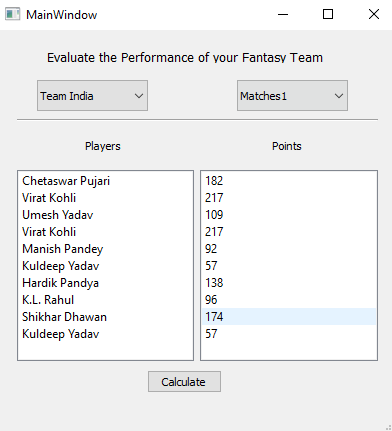 MainWindow
Evaluate the Performance of your Fantasy Team
Team India Matches1
Players Points
Chetaswar Pujari 182
Virat Kohli 217
Umesh Yadav 109
Virat Kohli 217
Manish Pandey 92
Kuldeep Yadav 57
Hardik Pandya 138
K.L. Rahul 96
Shikhar Dhawan 174
Kuldeep Yadav 57
Calculate